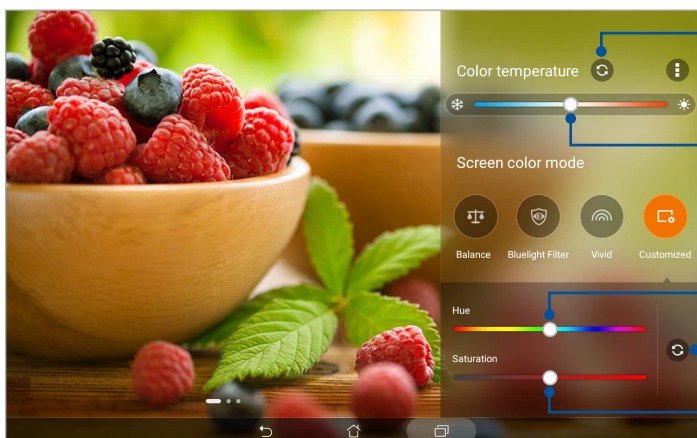 Color temperature
Screen color mode
Balance Bluelight Filter Vivid Customized
Hue
Saturation